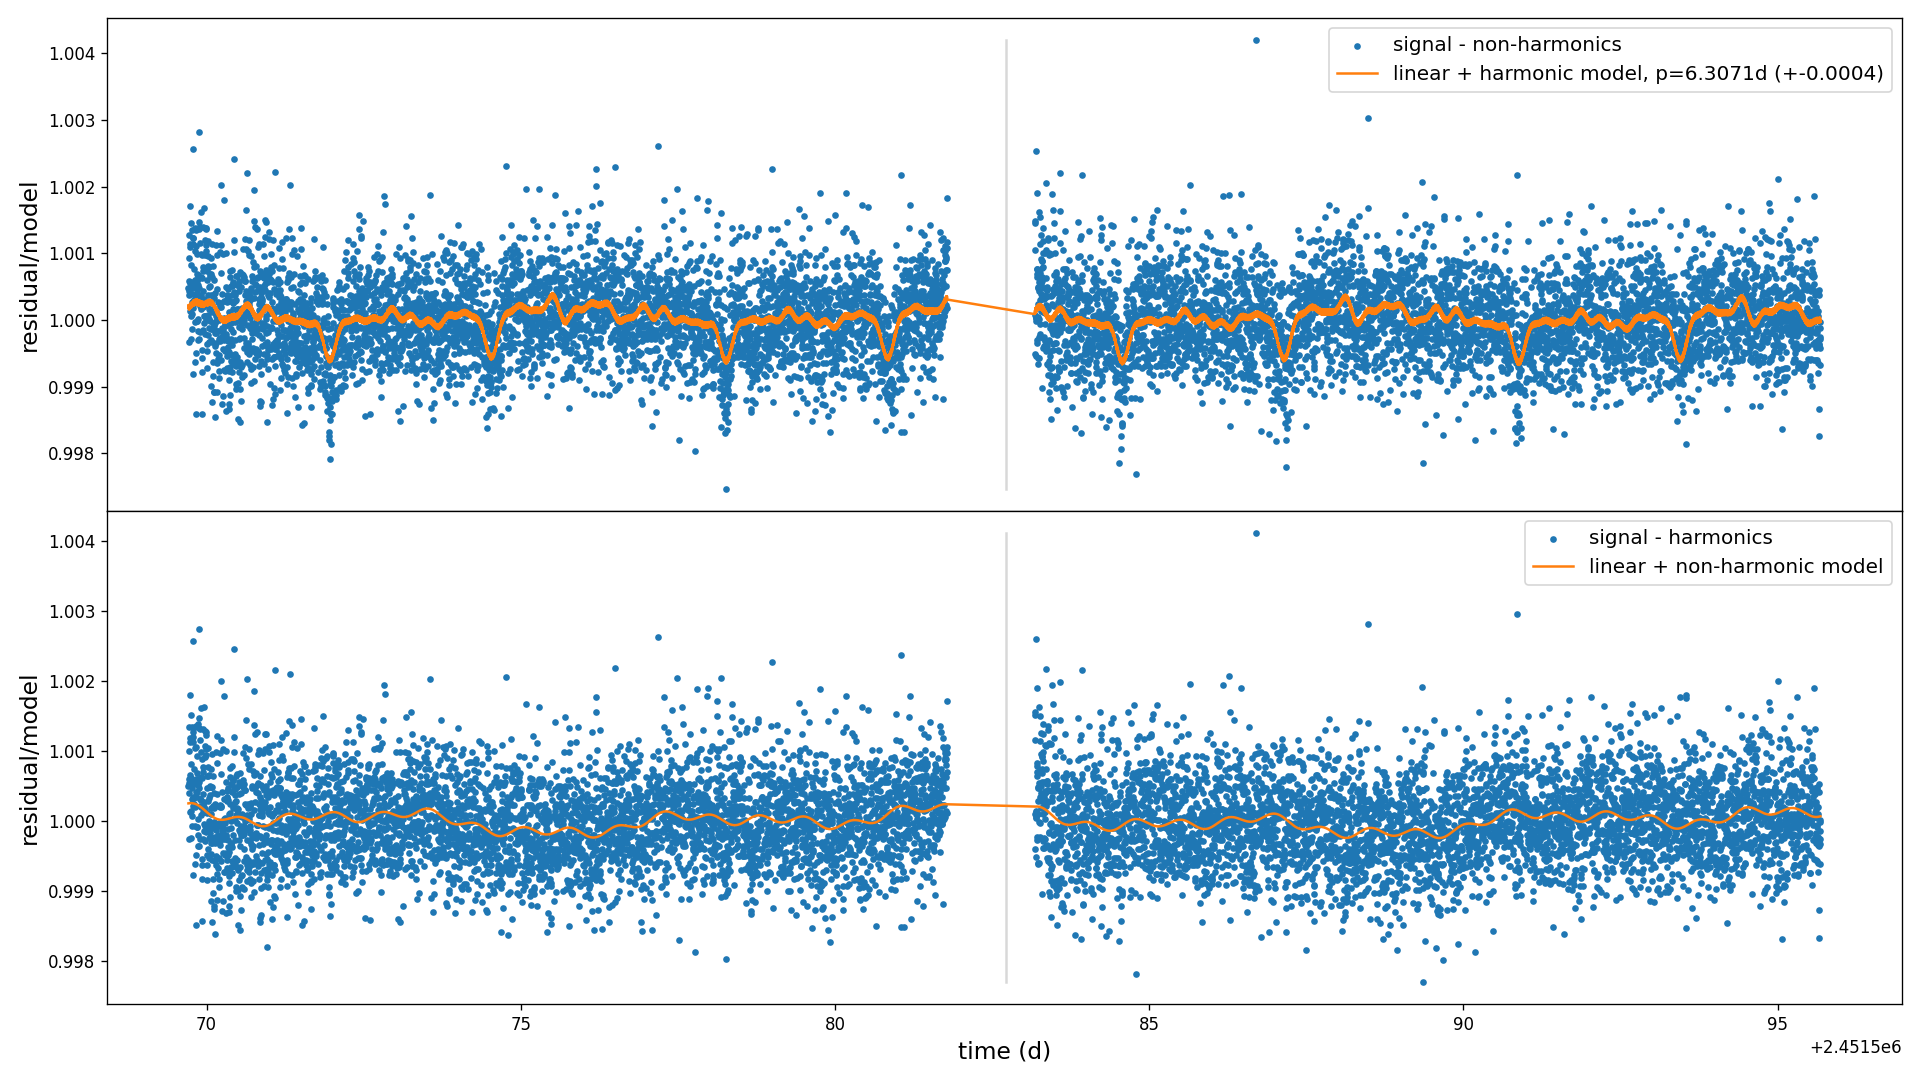 1.004
1.003
1.002
1.001
1.000
0.999
0.998
residual/model
signal - non-harmonics
linear + harmonic model, p=6.3071d (+-0.0004)
1.004
1.003
1.002
1.001
1.000
0.999
0.998
residual/model
signal - harmonics
linear + non-harmonic model
70
75
80
85
90
95
time (d)
+2.4515e6